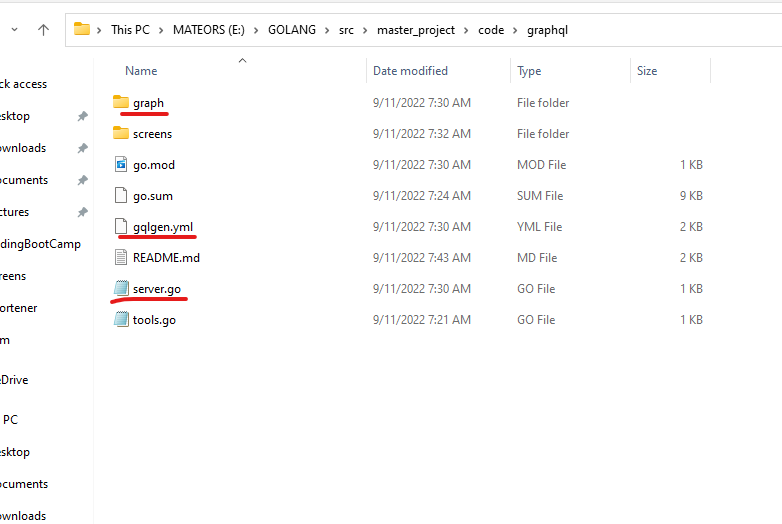 This PC > MATEORS (E:) > GOLANG > src > master_project > code > graphql
Name Date modified Type Size
ck access
graph 9/11/2022 7:30 AM File folder
esktop
screens 9/11/2022 7:32 AM File folder
ownloads
go.mod 9/11/2022 7:30 AM MOD File 1 KB
ocuments
go.sum 9/11/2022 7:24 AM SUM File 9 KB
ctures
gqlgen.yml 9/11/2022 7:30 AM YML File 2 KB
dingBootCamp
README.md 9/11/2022 7:43 AM MD File 2 KB
reens
server.go 9/11/2022 7:30 AM GO File 1 KB
ortener
tools.go 9/11/2022 7:21 AM GO File 1 KB
m
eDrive
PC
esktop
ocuments
ownloads